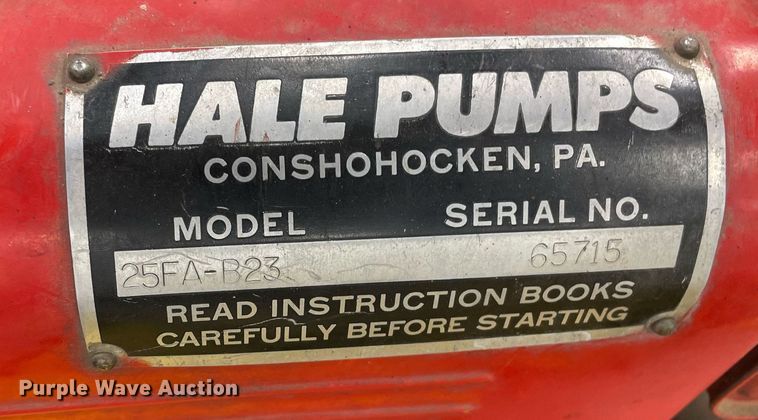 HALE PUMPS
CONSHOHOCKEN, PA.
MODEL SERIAL NO.
25FA-B23 65715
READ INSTRUCTION BOOKS
CAREFULLY BEFORE STARTING
Purple Wave Auction